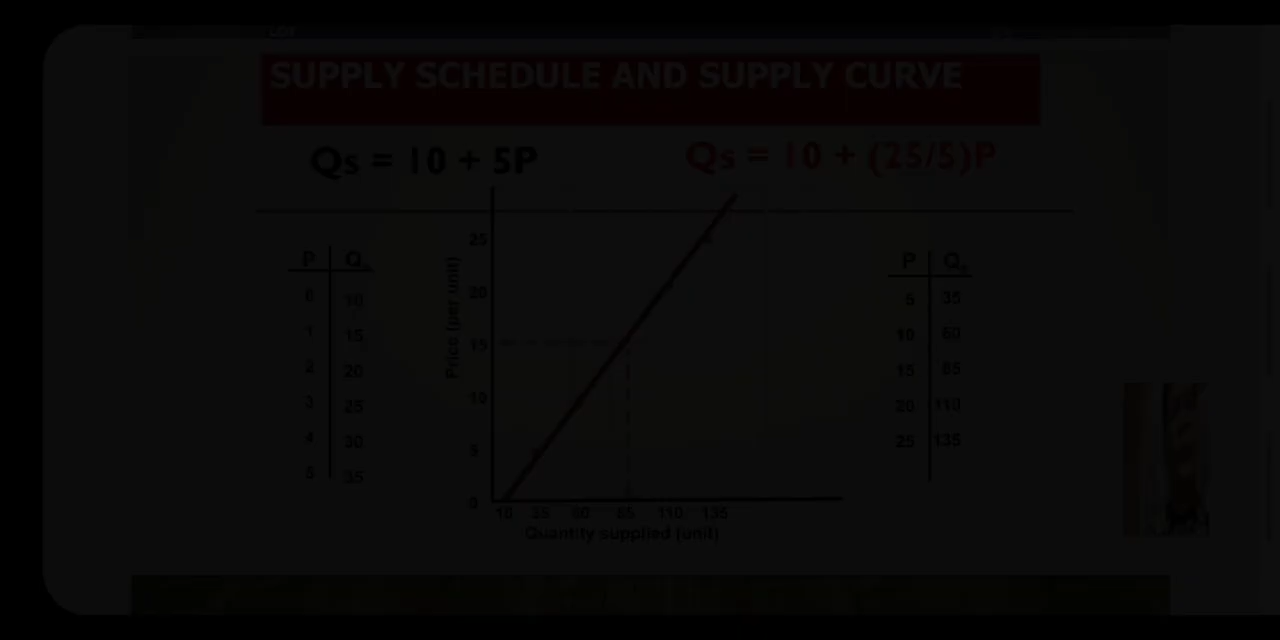 SUPPLY SCHEDULE AND SUPPLY CURVE
Qs = 10 + 5P
Qs = 10 + (25/5)P
P Qs
0 10
1 15
2 20
3 25
4 30
5 35
Price (per unit)
25
20
15
10
5
0
10 35 60 85 110 135
Quantity supplied (unit)
P Qs
5 35
10 60
15 85
20 110
25 135